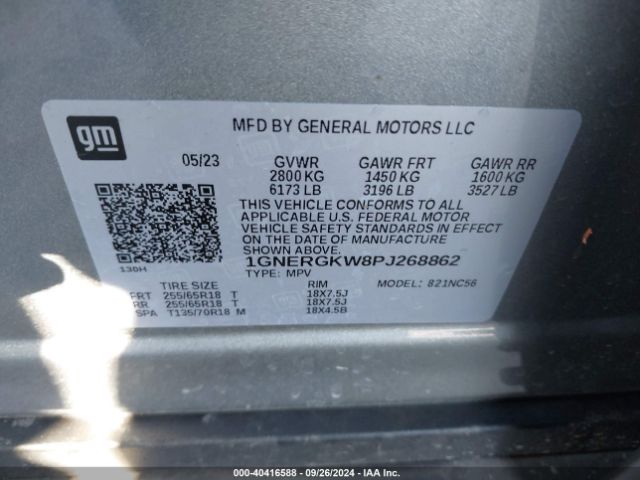 gm
MFD BY GENERAL MOTORS LLC
05/23 GVWR GAWR FRT GAWR RR
2800 KG 1450 KG 1600 KG
6173 LB 3196 LB 3527 LB
THIS VEHICLE CONFORMS TO ALL
APPLICABLE U.S. FEDERAL MOTOR
VEHICLE SAFETY STANDARDS IN EFFECT
ON THE DATE OF MANUFACTURE
SHOWN ABOVE.
1GNERGKW8PJ268862
130H
TYPE: MPV MODEL: 821NC56
TIRE SIZE RIM
FRT 255/65R18 T 18X7.5J
RR 255/65R18 T 18X7.5J
SPA T135/70R18 M 18X4.5B
000-40416588 - 09/26/2024 - IAA Inc.